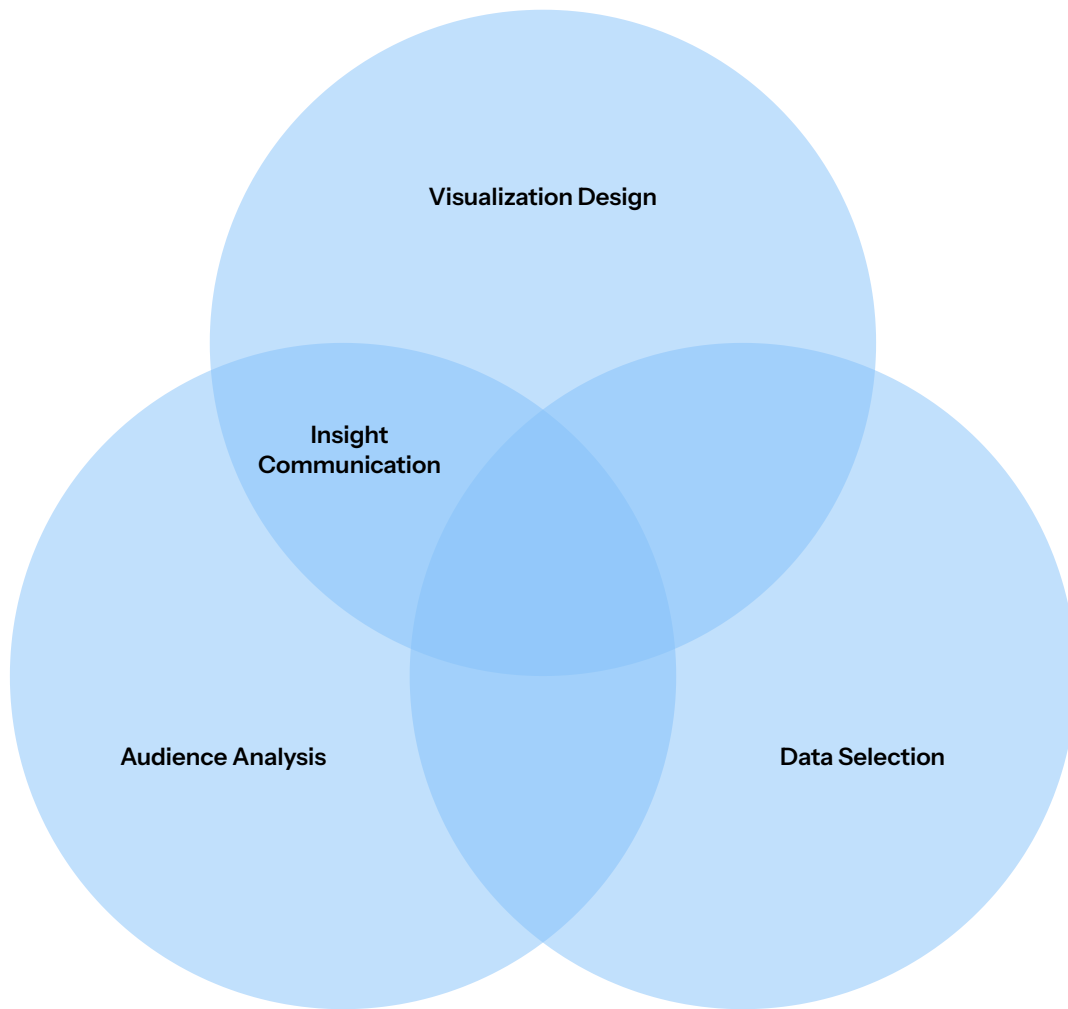 Visualization Design
Insight
Communication
Audience Analysis
Data Selection